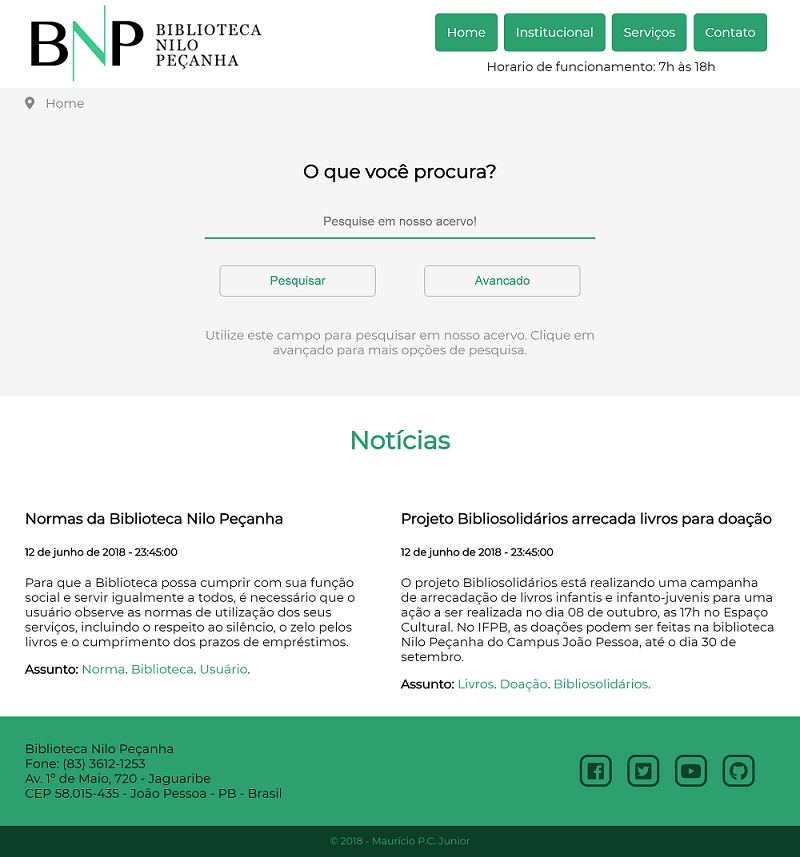 BNP BIBLIOTECA
NILO
PEÇANHA
Home Institucional Serviços Contato
Horario de funcionamento: 7h às 18h
Home
O que você procura?
Pesquise em nosso acervo!
Pesquisar Avancado
Utilize este campo para pesquisar em nosso acervo. Clique em
avançado para mais opções de pesquisa.
Notícias
Normas da Biblioteca Nilo Peçanha
12 de junho de 2018 - 23:45:00
Para que a Biblioteca possa cumprir com sua função
social e servir igualmente a todos, é necessário que o
usuário observe as normas de utilização dos seus
serviços, incluindo o respeito ao silêncio, o zelo pelos
livros e o cumprimento dos prazos de empréstimos.
Assunto: Norma. Biblioteca. Usuário.
Projeto Bibliosolidários arrecada livros para doação
12 de junho de 2018 - 23:45:00
O projeto Bibliosolidários está realizando uma campanha
de arrecadação de livros infantis e infanto-juvenis para uma
ação a ser realizada no dia 08 de outubro, as 17h no Espaço
Cultural. No IFPB, as doações podem ser feitas na biblioteca
Nilo Peçanha do Campus João Pessoa, até o dia 30 de
setembro.
Assunto: Livros. Doação. Bibliosolidários.
Biblioteca Nilo Peçanha
Fone: (83) 3612-1253
Av. 1º de Maio, 720 - Jaguaribe
CEP 58.015-435 - João Pessoa - PB - Brasil
© 2018 - Maurício P.C. Junior